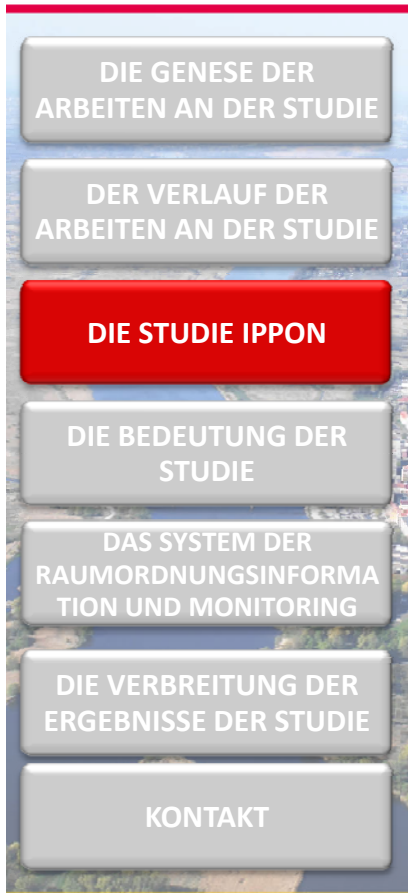 DIE GENESE DER
ARBEITEN AN DER STUDIE
DER VERLAUF DER
ARBEITEN AN DER STUDIE
DIE STUDIE IPPON
DIE BEDEUTUNG DER
STUDIE
DAS SYSTEM DER
RAUMORDNUNGSINFORMA
TION UND MONITORING
DIE VERBREITUNG DER
ERGEBNISSE DER STUDIE
KONTAKT